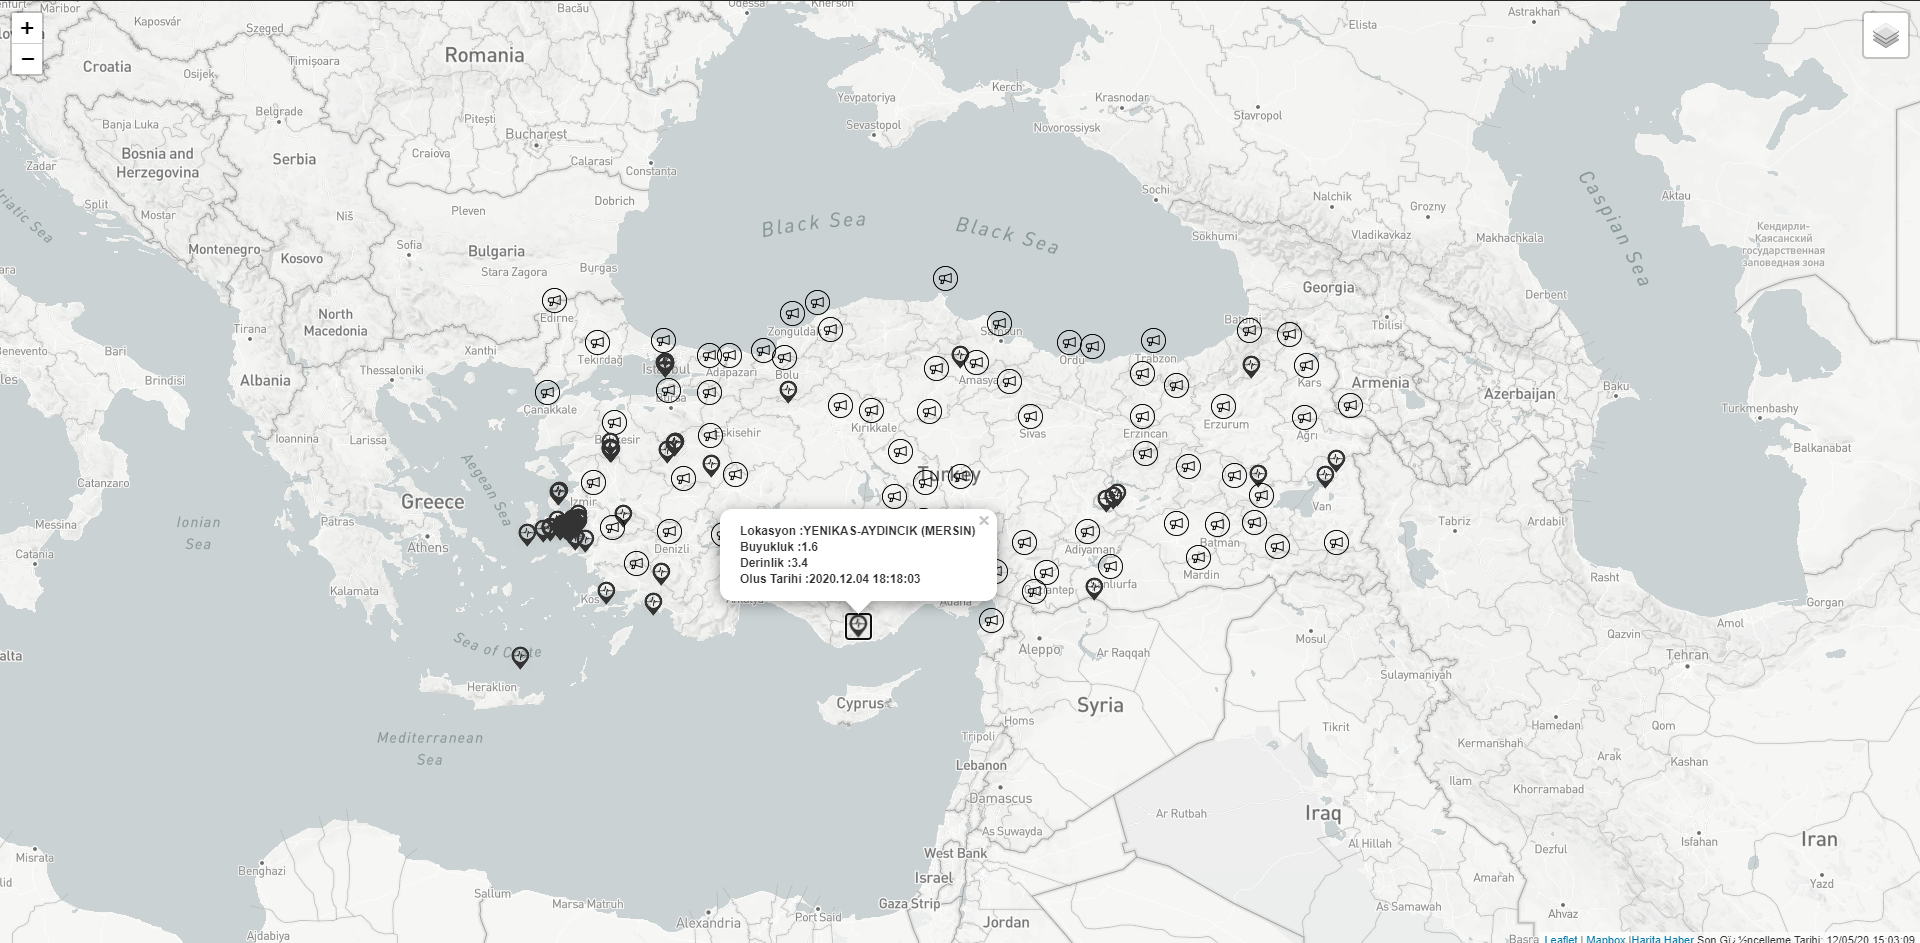 +
−
Maribor
Kaposvár
Szeged
Bacău
Odessa
Kherson
Elista
Astrakhan
Croatia
Osijek
Timișoara
Romania
Kerch
Yevpatoriya
Krasnodar
Stavropol
Belgrade
Pitești
Bucharest
Banja Luka
Sevastopol
Novorossiysk
Bosnia and
Herzegovina
Serbia
Craiova
Calarasi
Constanța
Zadar
Sochi
Nalchik
Grozny
Aktau
Split
Mostar
Niš
Pleven
Dobrich
Adriatic Sea
Black Sea
Black Sea
Caspian Sea
Montenegro
Kosovo
Sofia
Bulgaria
Sokhumi
Vladikavkaz
Makhachkala
Кендирли-
Каясанский
государственная
заповедная зона
Stara Zagora
Burgas
Georgia
Derbent
North
Macedonia
Tirana
Edirne
Zonguldak
Samsun
Batumi
Tbilisi
Benevento
Bari
Xanthi
Tekirdağ
Istanbul
Adapazarı
Bolu
Ordu
Trabzon
Brindisi
Albania
Thessaloniki
Amasya
Kars
Armenia
Azerbaijan
Baku
Türkmenbashy
Çanakkale
Bursa
Ioannina
Larissa
Balıkesir
Eskisehir
Kırıkkale
Sivas
Erzincan
Erzurum
Ağrı
Balkanabat
Aegean Sea
Catanzaro
Greece
Izmir
Turkey
Van
Messina
Ionian
Sea
Patras
Athens
Tabriz
Ardabil
Catania
Denizli
Adiyaman
Batman
Mardin
Rasht
Kalamata
Kos
Antalya
Adana
Gaziantep
Şanlıurfa
Gorgan
×
Lokasyon :YENIKAS-AYDINCIK (MERSIN)
Buyukluk :1.6
Derinlik :3.4
Olus Tarihi :2020.12.04 18:18:03
Sea of Crete
Aleppo
Ar Raqqah
Mosul
Qazvin
Amol
Tehran
Heraklion
Cyprus
Syria
Sulaymaniyah
Homs
Tikrit
Hamedan
Qom
Mediterranean
Sea
Tripoli
Kermanshah
Arak
Kashan
Lebanon
Ilam
Khorramabad
Damascus
Ar Rutbah
Iraq
As Suwayda
Al Hillah
Isfahan
Iran
Misrata
Benghazi
West Bank
Dezful
Israel
Amarah
Yazd
Sallum
Marsa Matruh
Gaza Strip
As Samawah
Alexandria
Port Said
Jordan
Ahvaz
Ajdabiya
Basra
Leaflet | Mapbox |Harita Haber Son Gï¿½ncelleme Tarihi: 12/05/20 15:03:09